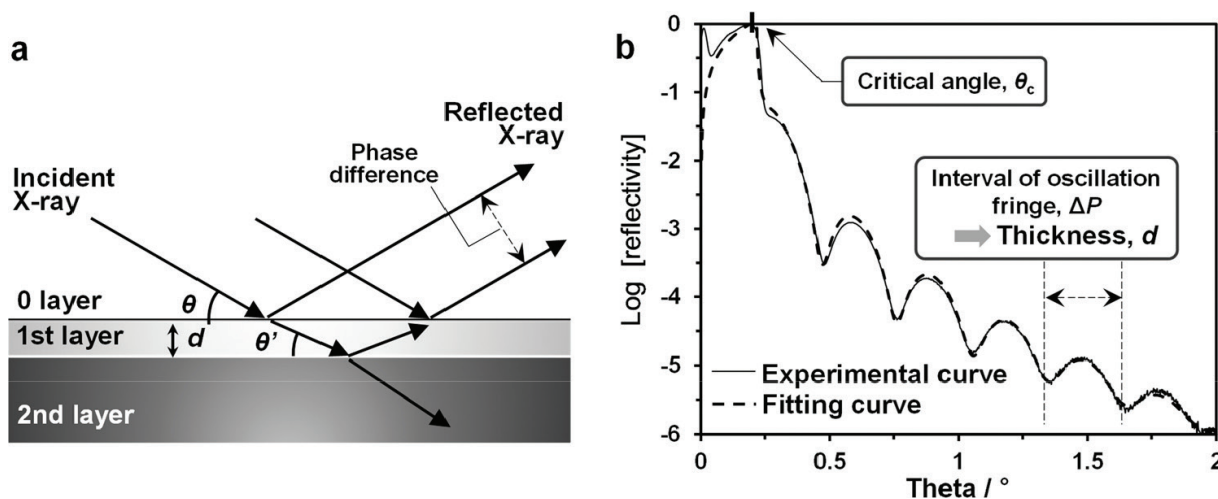 a
Incident
X-ray
Phase
difference
Reflected
X-ray
0 layer
θ
1st layer
d
θ’
2nd layer
b
Log [reflectivity]
0
-1
-2
-3
-4
-5
-6
Critical angle, θc
Interval of oscillation
fringe, ΔP
Thickness, d
Experimental curve
Fitting curve
0
0.5
1
1.5
2
Theta / °